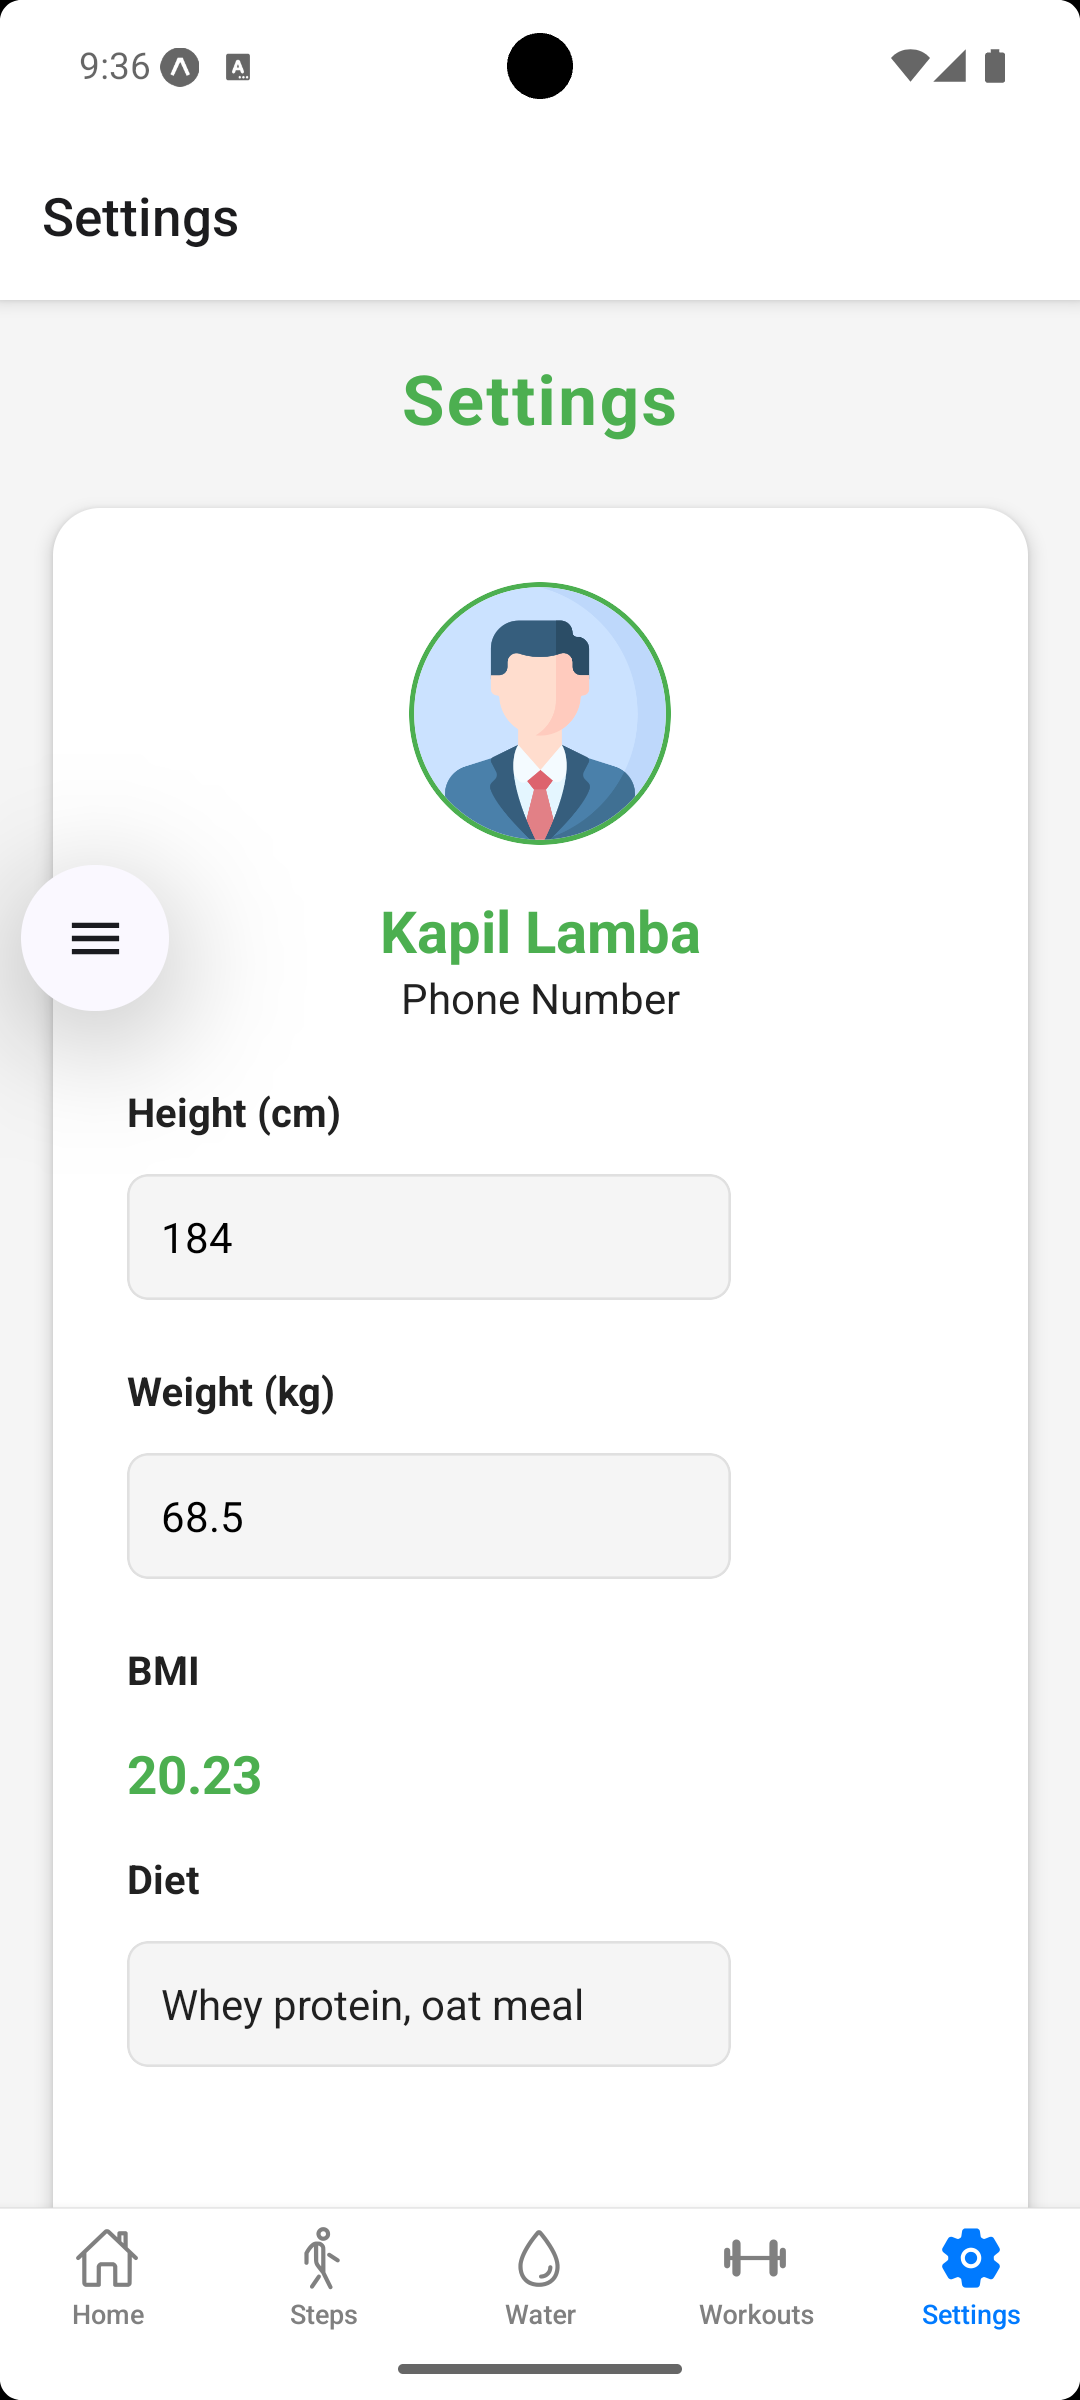 9:36
A
Settings
Settings
Kapil Lamba
Phone Number
Height (cm)
184
Weight (kg)
68.5
BMI
20.23
Diet
Whey protein, oat meal
Home
Steps
Water
Workouts
Settings